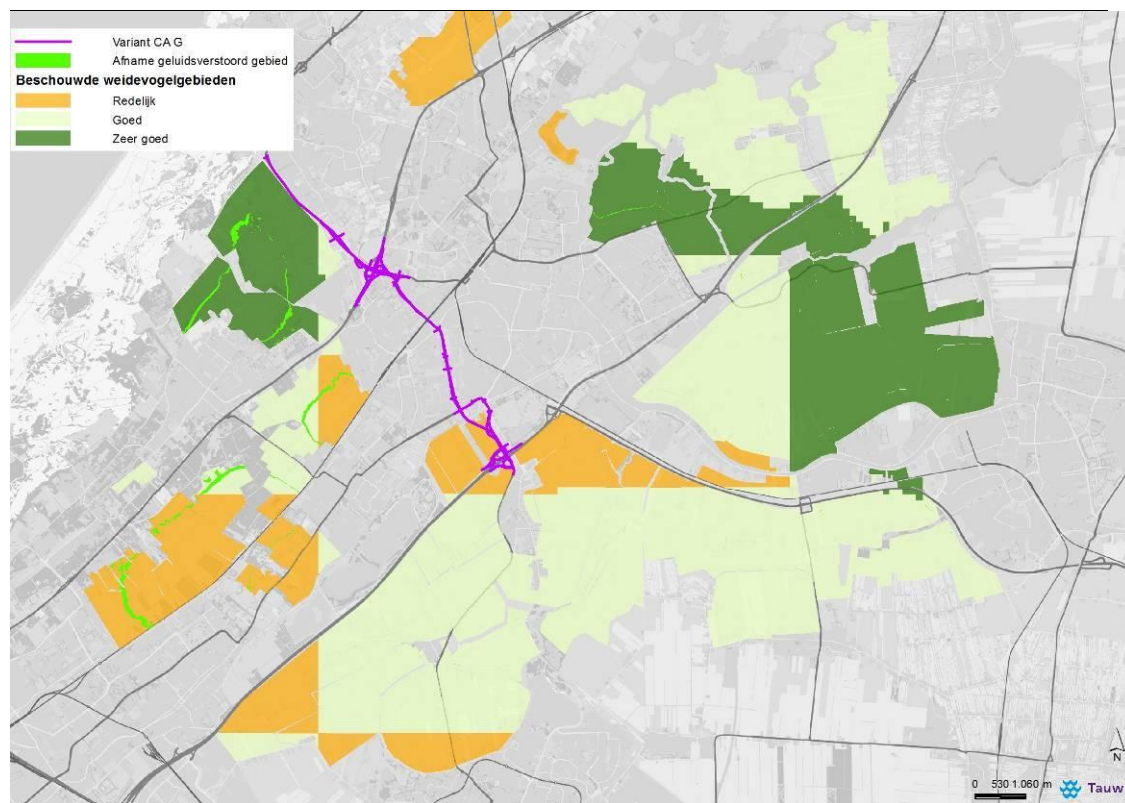 Variant CA G
Afname geluidsverstoord gebied
Beschouwde weidevogelgebieden
Redelijk
Goed
Zeer goed
N
0 530 1.060 m
Tauw